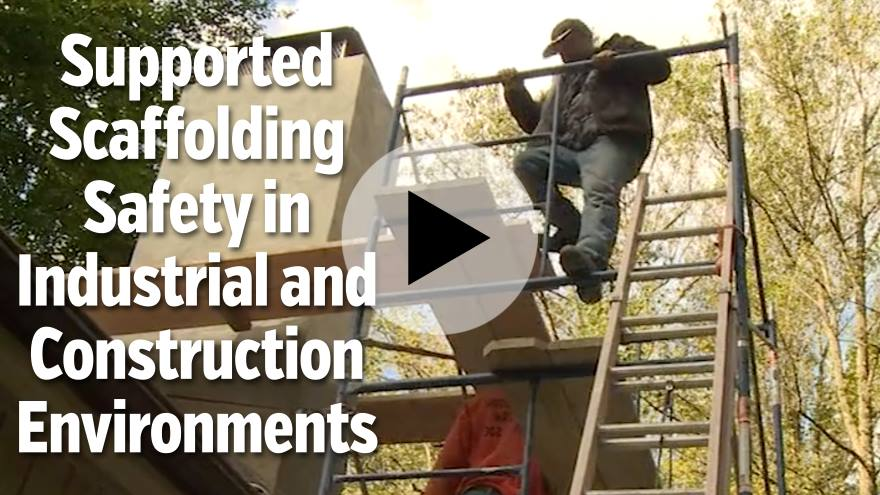 Supported
Scaffolding
Safety in
Industrial and
Construction
Environments